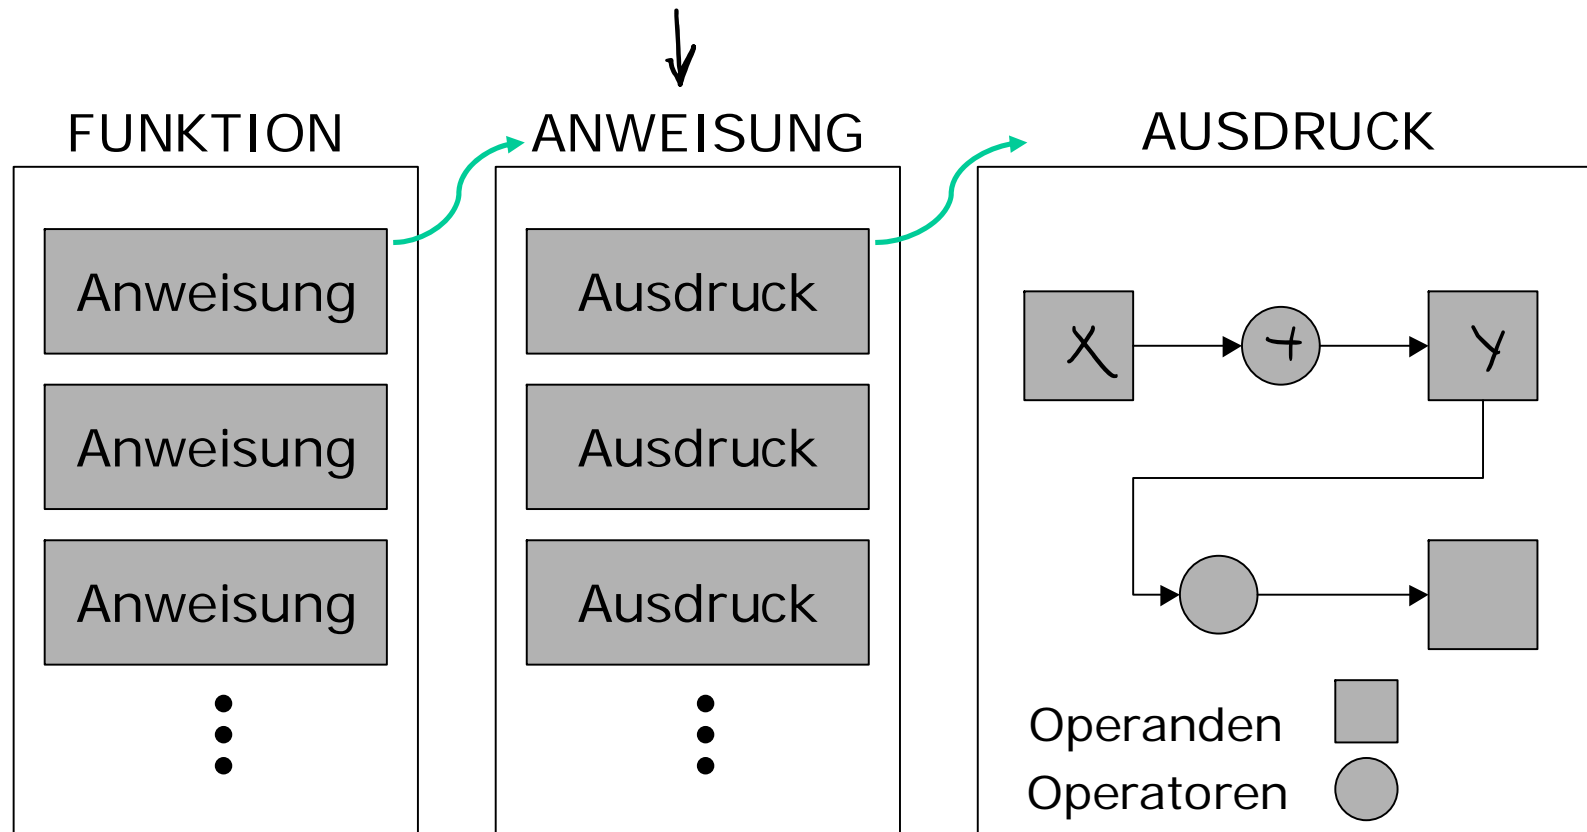 FUNKTION
Anweisung
Anweisung
Anweisung
ANWEISUNG
Ausdruck
Ausdruck
Ausdruck
AUSDRUCK
X + Y
Operanden
Operatoren